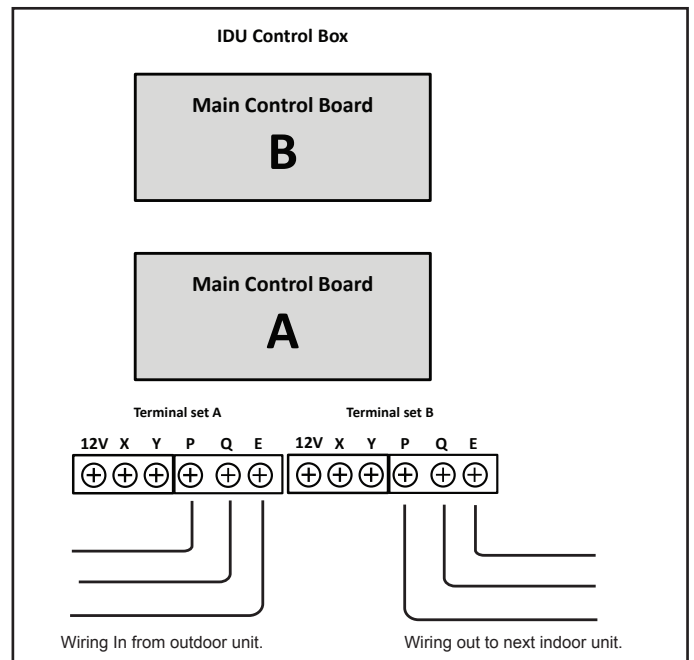 IDU Control Box
Main Control Board
B
Main Control Board
A
Terminal set A
Terminal set B
12V X Y P Q E
12V X Y P Q E
Wiring In from outdoor unit.
Wiring out to next indoor unit.